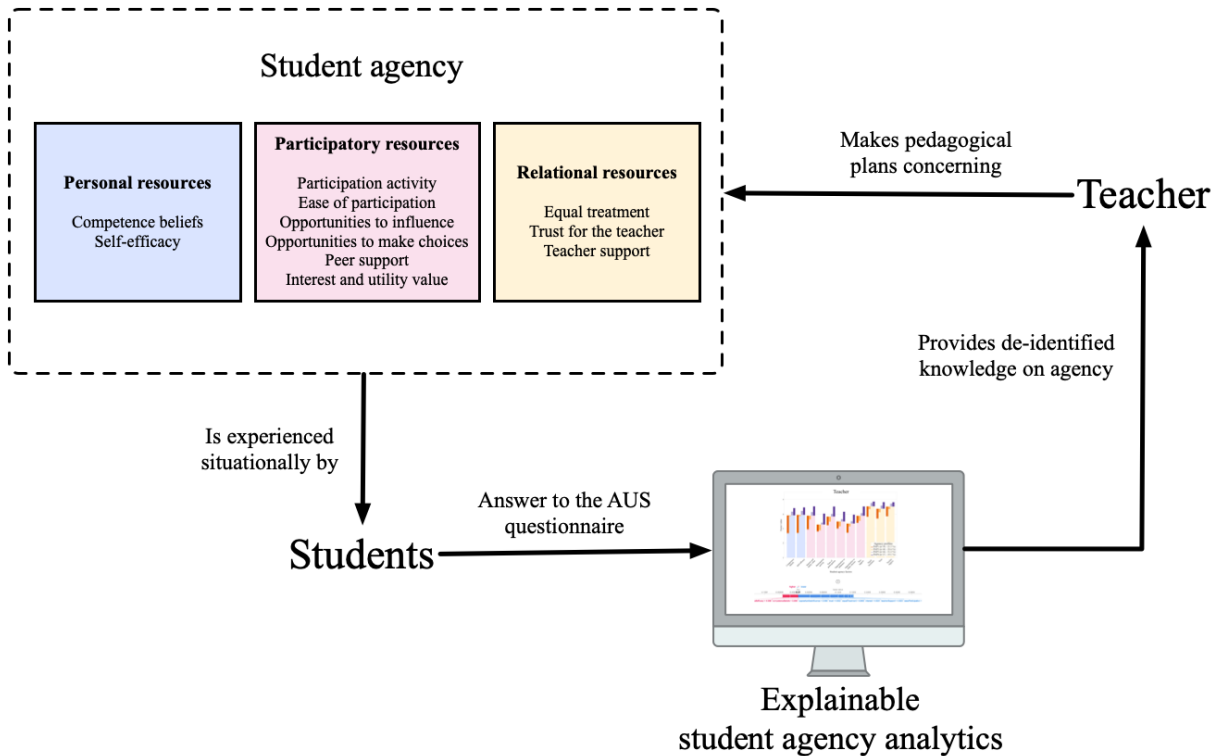 Student agency
Personal resources
Competence beliefs
Self-efficacy
Participatory resources
Participation activity
Ease of participation
Opportunities to influence
Opportunities to make choices
Peer support
Interest and utility value
Relational resources
Equal treatment
Trust for the teacher
Teacher support
Makes pedagogical
plans concerning
Teacher
Provides de-identified
knowledge on agency
Is experienced
situationally by
Students
Answer to the AUS
questionnaire
Teacher
Explainable
student agency analytics